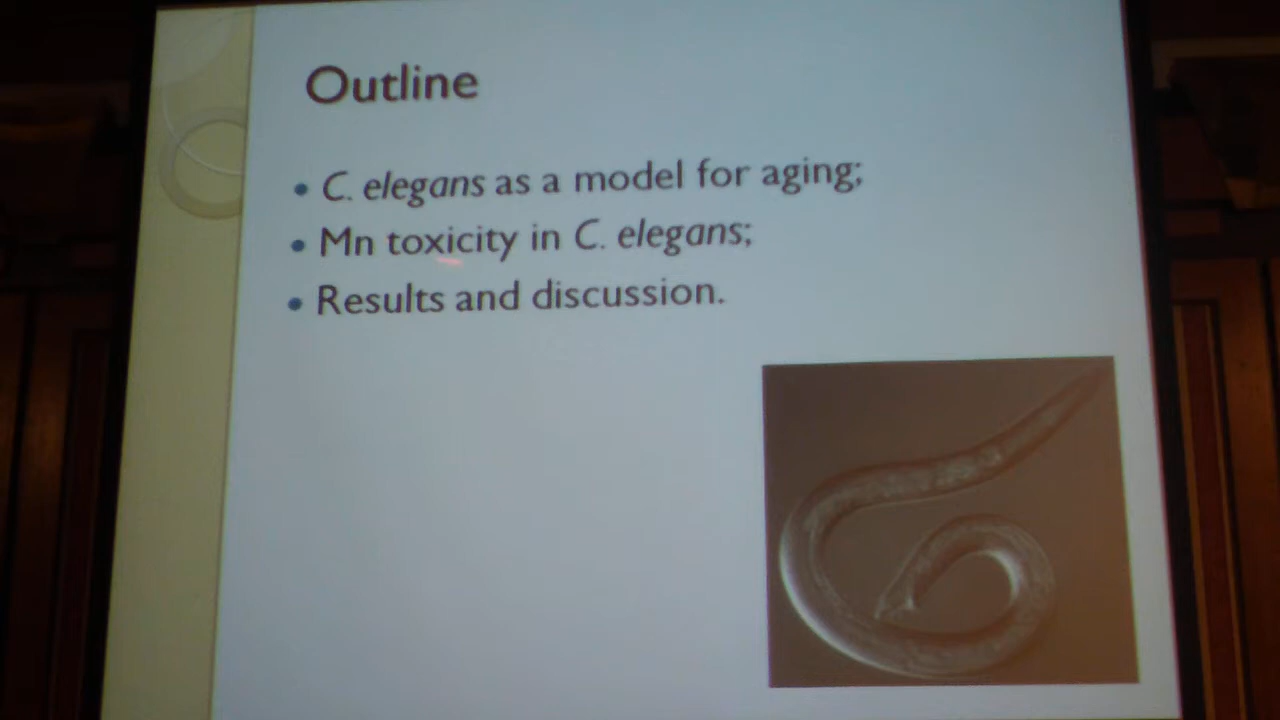 Outline
• C. elegans as a model for aging;
• Mn toxicity in C. elegans;
• Results and discussion.